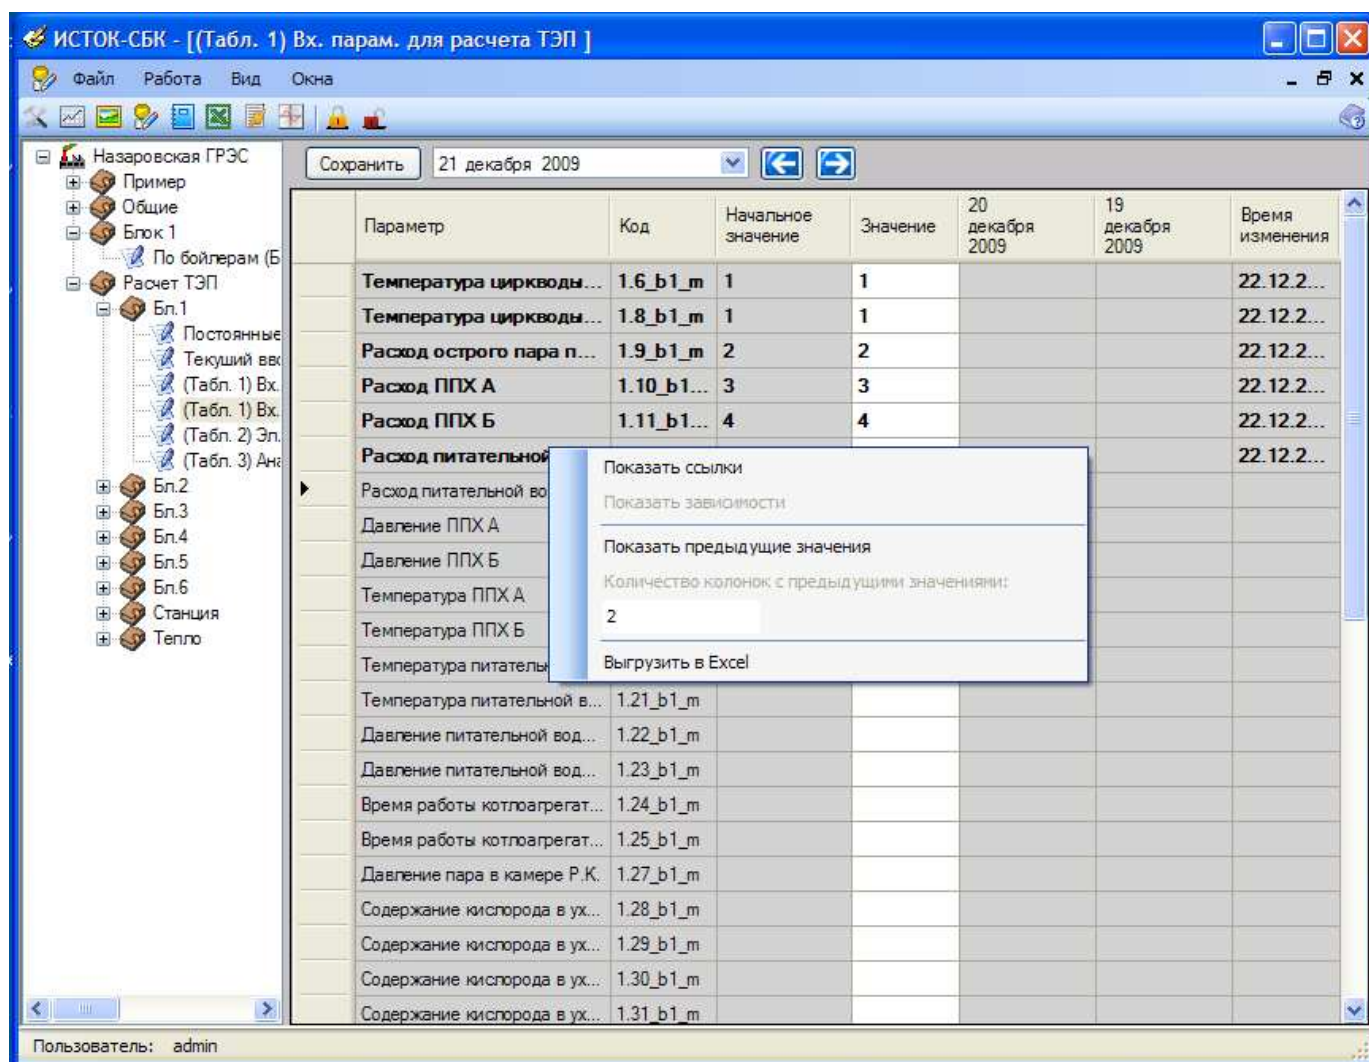 ИСТОК-СБК - [(Табл. 1) Вх. парам. для расчета ТЭП ]
Файл Работа Вид Окна
Назаровская ГРЭС
Пример
Общие
Блок 1
По бойлерам (Б
Расчет ТЭП
Бл.1
Постоянные
Текущий вво
(Табл. 1) Вх.
(Табл. 1) Вх.
(Табл. 2) Эл.
(Табл. 3) Ана
Бл.2
Бл.3
Бл.4
Бл.5
Бл.6
Станция
Тепло
Сохранить 21 декабря 2009
Параметр Код Начальное значение Значение 20 декабря 2009 19 декабря 2009 Время изменения
Температура циркводы... 1.6_b1_m 1 1 22.12.2...
Температура циркводы... 1.8_b1_m 1 1 22.12.2...
Расход острого пара п... 1.9_b1_m 2 2 22.12.2...
Расход ППХ А 1.10_b1... 3 3 22.12.2...
Расход ППХ Б 1.11_b1... 4 4 22.12.2...
Расход питательной 22.12.2...
Расход питательной во
Давление ППХ А
Давление ППХ Б
Температура ППХ А
Температура ППХ Б
Температура питательн
Температура питательной в... 1.21_b1_m
Давление питательной вод... 1.22_b1_m
Давление питательной вод... 1.23_b1_m
Время работы котлоагрегат... 1.24_b1_m
Время работы котлоагрегат... 1.25_b1_m
Давление пара в камере Р.К. 1.27_b1_m
Содержание кислорода в ух... 1.28_b1_m
Содержание кислорода в ух... 1.29_b1_m
Содержание кислорода в ух... 1.30_b1_m
Содержание кислорода в ух... 1.31_b1_m
Показать ссылки
Показать зависимости
Показать предыдущие значения
Количество колонок с предыдущими значениями:
2
Выгрузить в Excel
Пользователь: admin